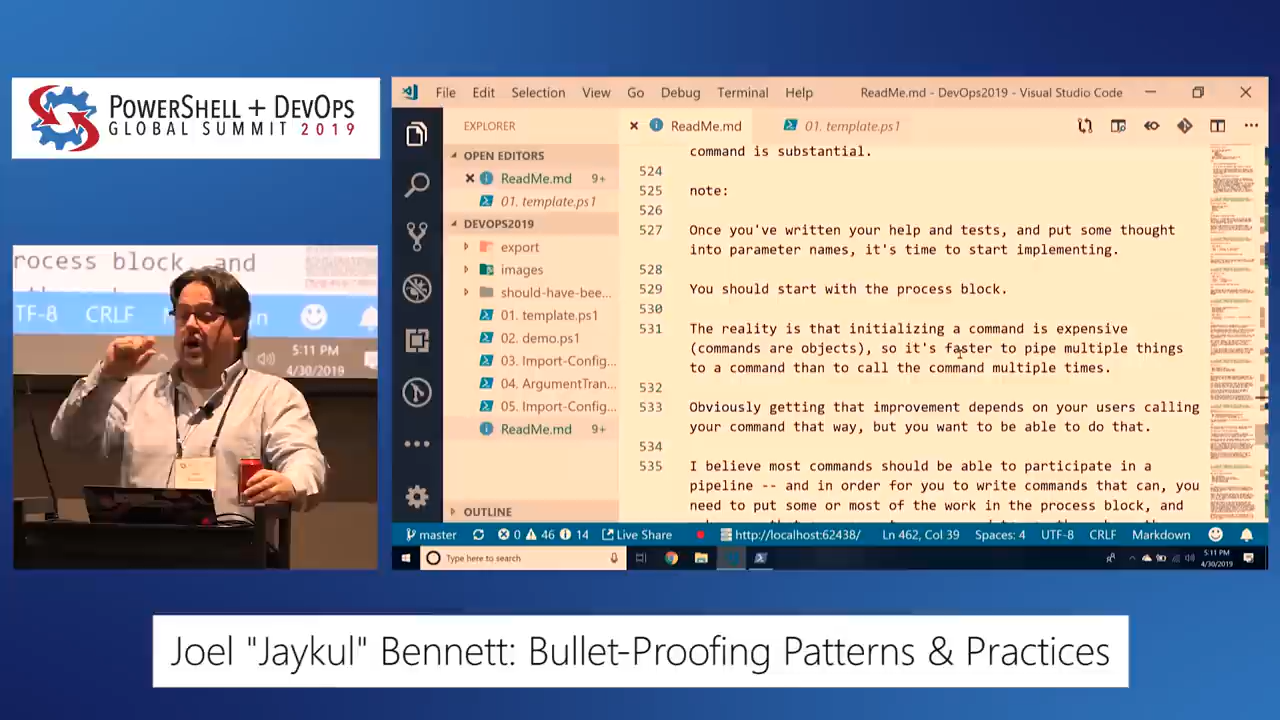 POWERSHELL + DEVOPS
GLOBAL SUMMIT 2019
rocess block, and
TF-8 CRLF
5:11 PM
4/30/2019
File Edit Selection View Go Debug Terminal Help ReadMe.md - DevOps2019 - Visual Studio Code
EXPLORER
OPEN EDITORS
ReadMe.md 9+
01. template.ps1
DEVOPS2019
export
images
should-have-bee...
01. template.ps1
02. demo.ps1
03. Import-Config...
04. ArgumentTran...
05. Import-Config...
ReadMe.md 9+
OUTLINE
ReadMe.md 01. template.ps1
command is substantial.
524
525 note:
526
527 Once you've written your help and tests, and put some thought
into parameter names, it's time to start implementing.
528
529 You should start with the process block.
530
531 The reality is that initializing a command is expensive
(commands are objects), so it's faster to pipe multiple things
to a command than to call the command multiple times.
532
533 Obviously getting that improvement depends on your users calling
your command that way, but you want to be able to do that.
534
535 I believe most commands should be able to participate in a
pipeline -- and in order for you to write commands that can, you
need to put some or most of the work in the process block, and
master 0 46 14 Live Share http://localhost:62438/ Ln 462, Col 39 Spaces: 4 UTF-8 CRLF Markdown
Type here to search
5:11 PM
4/30/2019
Joel "Jaykul" Bennett: Bullet-Proofing Patterns & Practices